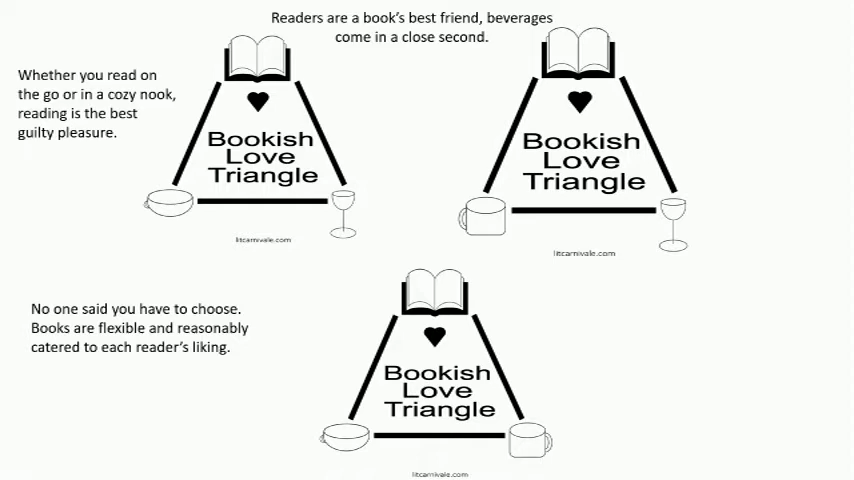 Readers are a book’s best friend, beverages
come in a close second.
Whether you read on
the go or in a cozy nook,
reading is the best
guilty pleasure.
Bookish
Love
Triangle
litcarnivale.com
Bookish
Love
Triangle
litcarnivale.com
No one said you have to choose.
Books are flexible and reasonably
catered to each reader’s liking.
Bookish
Love
Triangle
litcarnivale.com